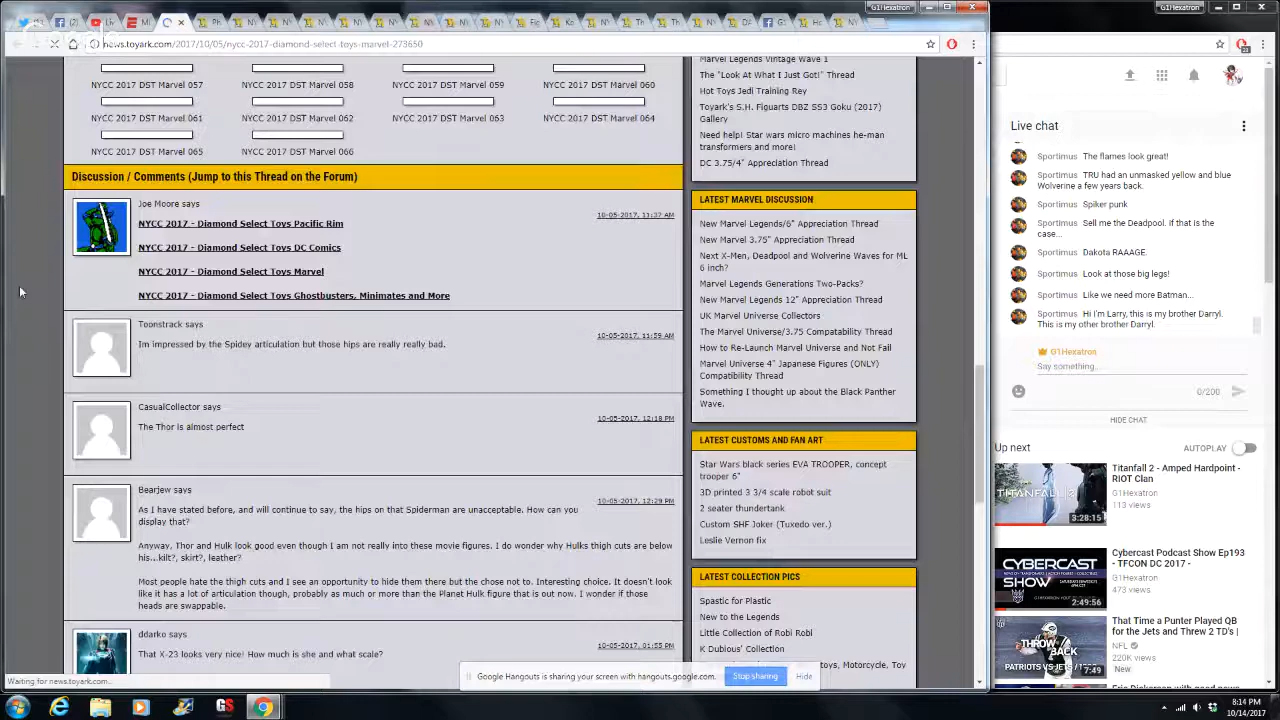 G1Hexatron
G1Hexatron
news.toyark.com/2017/10/05/nycc-2017-diamond-select-toys-marvel-273650
NYCC 2017 DST Marvel 057
NYCC 2017 DST Marvel 058
NYCC 2017 DST Marvel 059
NYCC 2017 DST Marvel 060
NYCC 2017 DST Marvel 061
NYCC 2017 DST Marvel 062
NYCC 2017 DST Marvel 063
NYCC 2017 DST Marvel 064
NYCC 2017 DST Marvel 065
NYCC 2017 DST Marvel 066
Discussion / Comments (Jump to this Thread on the Forum)
Joe Moore says
10-05-2017, 11:37 AM
NYCC 2017 - Diamond Select Toys Pacific Rim
NYCC 2017 - Diamond Select Toys DC Comics
NYCC 2017 - Diamond Select Toys Marvel
NYCC 2017 - Diamond Select Toys Ghostbusters, Minimates and More
Toonstrack says
10-05-2017, 11:59 AM
Im impressed by the Spidey articulation but those hips are really really bad.
CasualCollector says
10-05-2017, 12:18 PM
The Thor is almost perfect
Bearjew says
10-05-2017, 12:29 PM
As I have stated before, and will continue to say, the hips on that Spiderman are unacceptable. How can you
display that?
Anyway, Thor and Hulk look good even though I am not really into these movie figures. I do wonder why Hulks thigh cuts are below
his...kilt?, skirt?, leather?
Most people hate the thigh cuts and I see an opportunity to hide them there but the chose not to. Interesting choice. It doesn't look
like it has a lot of articulation though, probably as much or more than the Planet Hulk figure that is out now. I wonder if those
heads are swappable.
ddarko says
10-05-2017, 01:55 PM
That X-23 looks very nice! How much is she and what scale?
Waiting for news.toyark.com...
Marvel Legends Vintage Wave 1
The "Look At What I Just Got!" Thread
Hot Toys Jedi Training Rey
Toyark's S.H. Figuarts DBZ SS3 Goku (2017)
Gallery
Need help! Star wars micro machines he-man
transformers and more!
DC 3.75/4" Appreciation Thread
LATEST MARVEL DISCUSSION
New Marvel Legends/6" Appreciation Thread
New Marvel 3.75" Appreciation Thread
Next X-Men, Deadpool and Wolverine Waves for ML
6 inch?
Marvel Legends Generations Two-Packs?
New Marvel Legends 12" Appreciation Thread
UK Marvel Universe Collectors
The Marvel Universe/3.75 Compatability Thread
How to Re-Launch Marvel Universe and Not Fail
Marvel Universe 4" Japanese Figures (ONLY)
Compatibility Thread
Something I thought up about the Black Panther
Wave.
LATEST CUSTOMS AND FAN ART
Star Wars black series EVA TROOPER, concept
trooper 6"
3D printed 3 3/4 scale robot suit
2 seater thundertank
Custom SHF Joker (Tuxedo ver.)
Leslie Vernon fix
LATEST COLLECTION PICS
Spastic for Plastic
New to the Legends
Little Collection of Robi Robi
K Dubious' Collection
toys, Motorcycle, Toy
Google Hangouts is sharing your screen with hangouts.google.com.
Stop sharing
Hide
Live chat
Sportimus The flames look great!
Sportimus TRU had an unmasked yellow and blue
Wolverine a few years back.
Sportimus Spiker punk
Sportimus Sell me the Deadpool. if that is the
case...
Sportimus Dakota RAAAGE.
Sportimus Look at those big legs!
Sportimus Like we need more Batman...
Sportimus Hi I'm Larry, this is my brother Darryl.
This is my other brother Darryl.
G1Hexatron
Say something...
0/200
HIDE CHAT
Up next
AUTOPLAY
TITANFALL 2
3:28:15
Titanfall 2 - Amped Hardpoint -
RIOT Clan
G1Hexatron
113 views
CYBERCAST
SHOW
2:49:56
Cybercast Podcast Show Ep193
- TFCON DC 2017 -
G1Hexatron
473 views
THROW
BACK
PATRIOTS VS JETS
7:49
That Time a Punter Played QB
for the Jets and Threw 2 TD's |
NFL
220K views
New
8:14 PM
10/14/2017